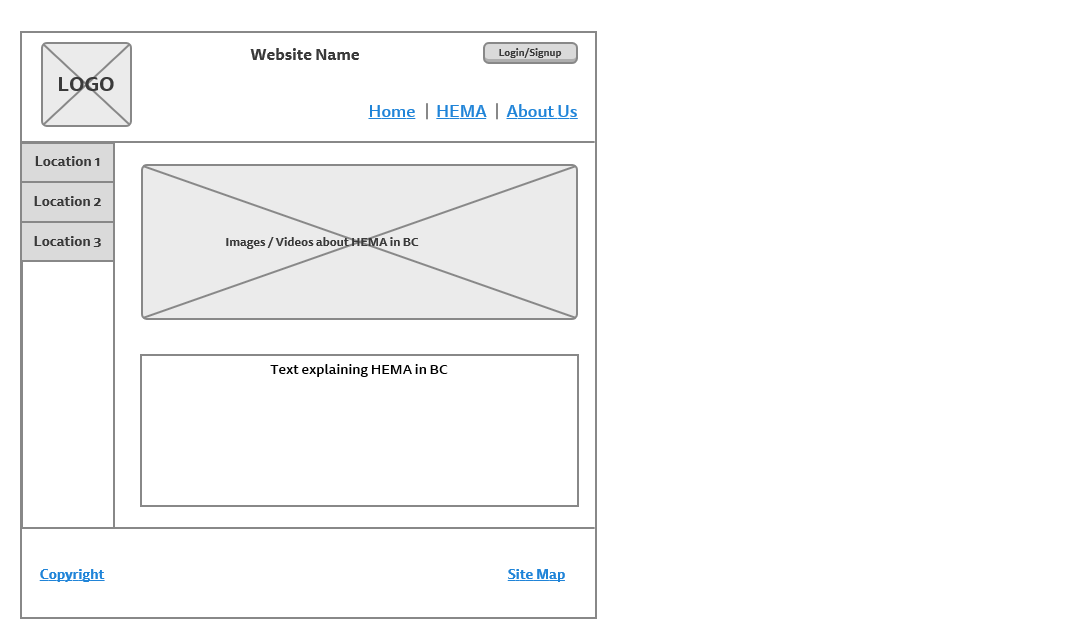 LOGO
Website Name
Login/Signup
Home | HEMA | About Us
Location 1
Location 2
Location 3
Images / Videos about HEMA in BC
Text explaining HEMA in BC
Copyright
Site Map